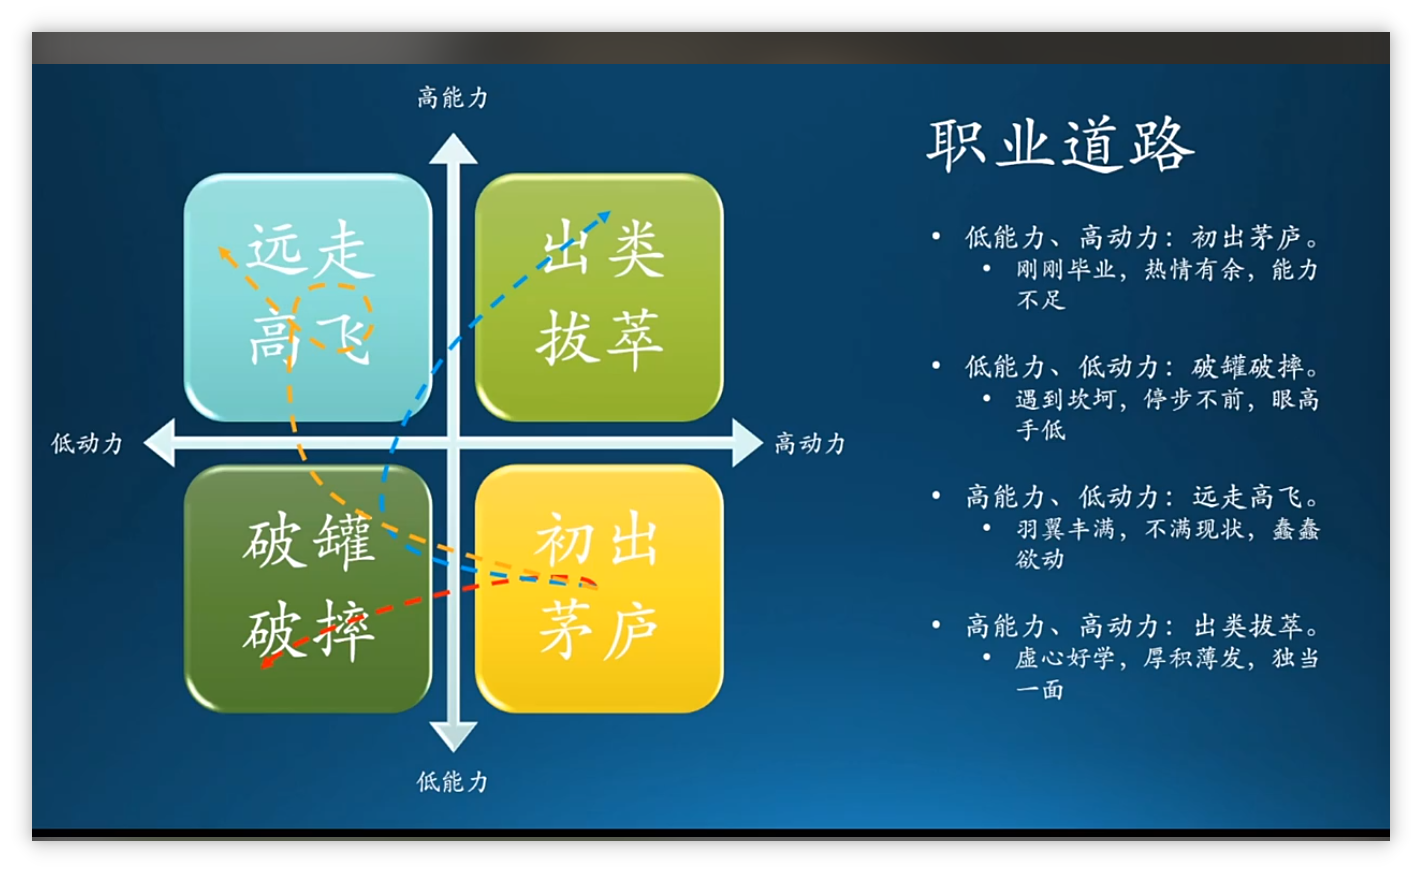 高能力
远走
高飞
出类
拔萃
低动力
高动力
破罐
破摔
初出
茅庐
低能力
职业道路
• 低能力、高动力：初出茅庐。
• 刚刚毕业，热情有余，能力
不足
• 低能力、低动力：破罐破摔。
• 遇到坎坷，停步不前，眼高
手低
• 高能力、低动力：远走高飞。
• 羽翼丰满，不满现状，蠢蠢
欲动
• 高能力、高动力：出类拔萃。
• 虚心好学，厚积薄发，独当
一面